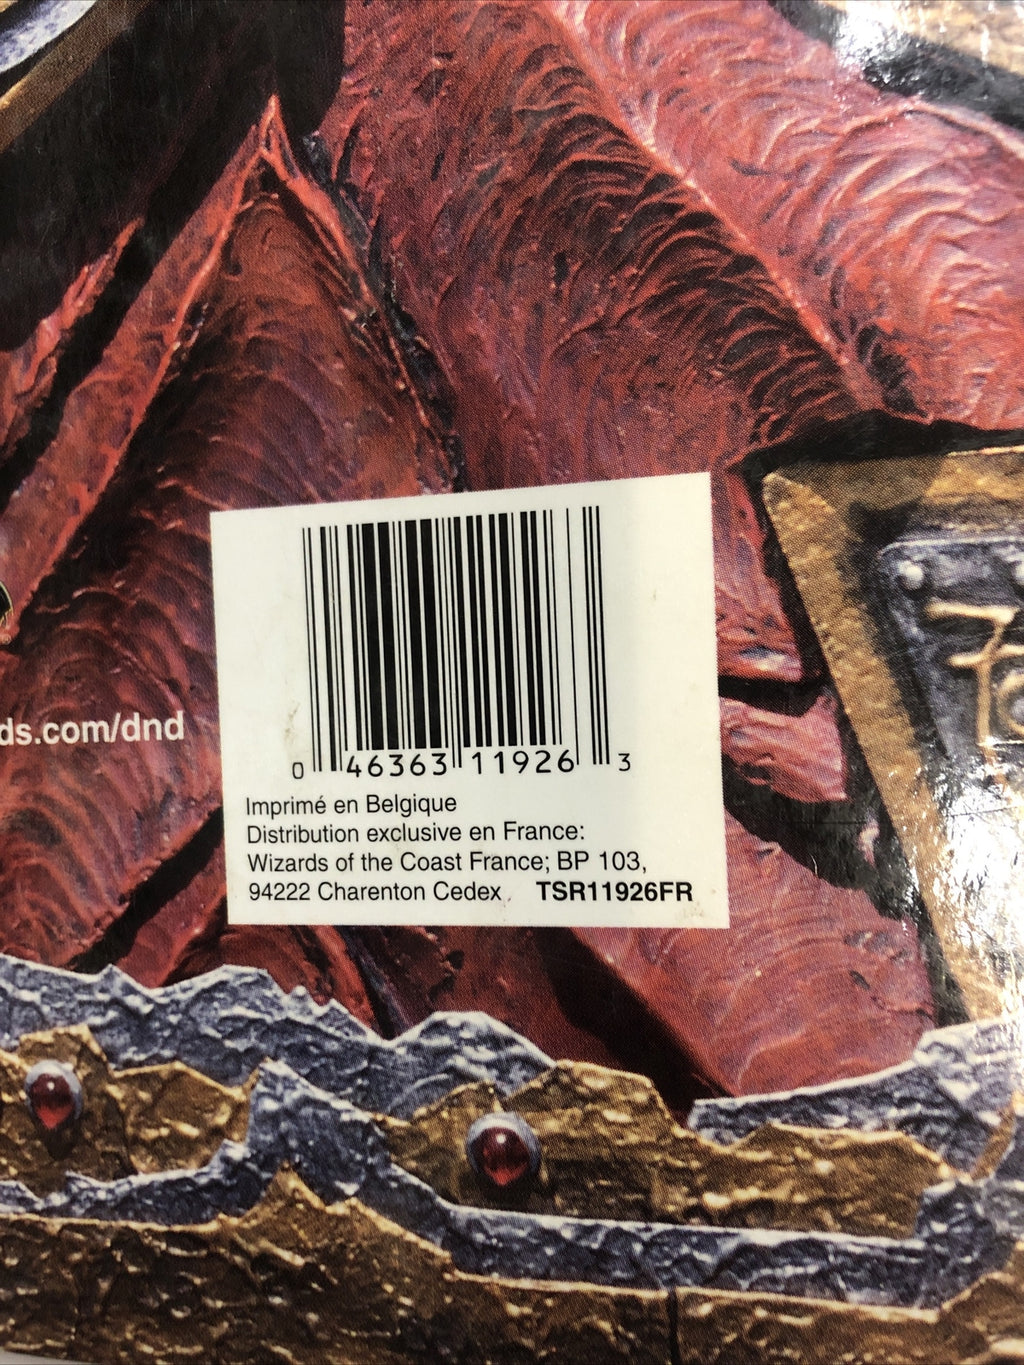 ds.com/dnd
0 46363 11926 3
Imprimé en Belgique
Distribution exclusive en France:
Wizards of the Coast France; BP 103,
94222 Charenton Cedex. TSR11926FR